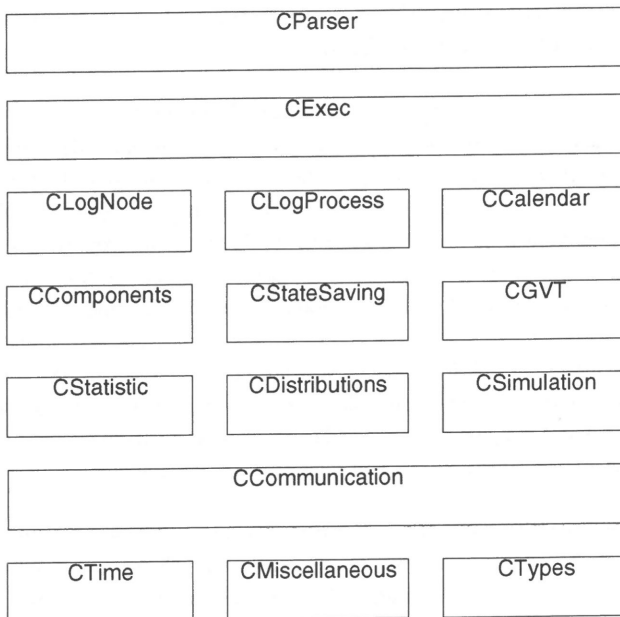 CParser
CExec
CLogNode CLogProcess CCalendar
CComponents CStateSaving CGVT
CStatistic CDistributions CSimulation
CCommunication
CTime CMiscellaneous CTypes